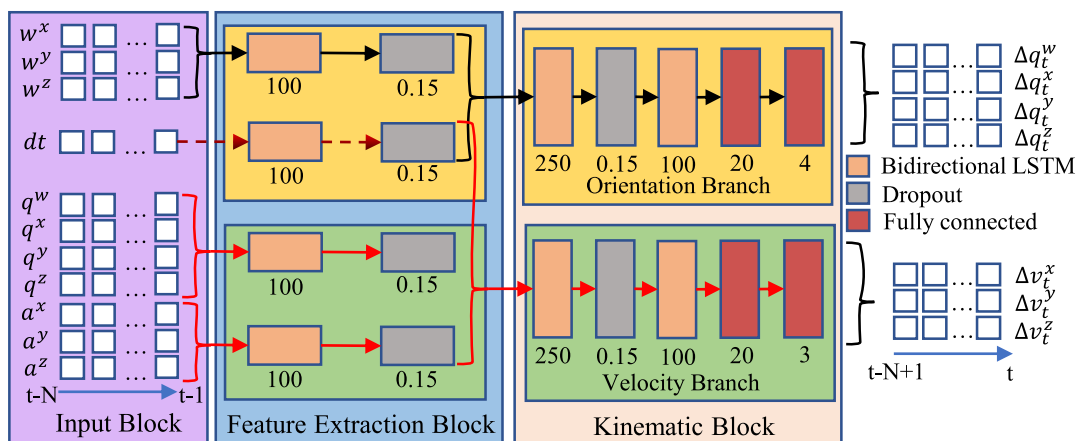 w^x
w^y
w^z
...
...
...
dt
...
q^w
q^x
q^y
q^z
...
...
...
...
a^x
a^y
a^z
...
...
...
t-N
t-1
Input Block
100
0.15
100
0.15
100
0.15
100
0.15
Feature Extraction Block
250
0.15
100
20
4
Orientation Branch
250
0.15
100
20
3
Velocity Branch
Kinematic Block
... Δq_t^w
... Δq_t^x
... Δq_t^y
... Δq_t^z
Bidirectional LSTM
Dropout
Fully connected
... Δv_t^x
... Δv_t^y
... Δv_t^z
t-N+1
t